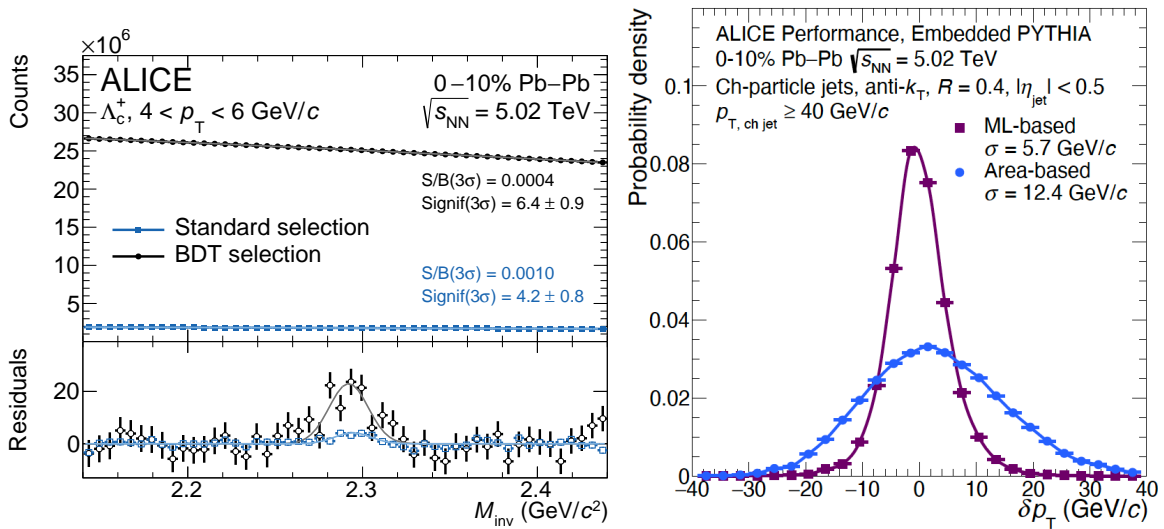 ×10⁶
Counts
35
30
25
20
15
10
5
ALICE
0−10% Pb−Pb
Λc⁺, 4 < pT < 6 GeV/c
√sNN = 5.02 TeV
S/B(3σ) = 0.0004
Signif(3σ) = 6.4 ± 0.9
Standard selection
BDT selection
S/B(3σ) = 0.0010
Signif(3σ) = 4.2 ± 0.8
Residuals
20
0
2.2
2.3
2.4
Minv (GeV/c²)
Probability density
0.1
0.08
0.06
0.04
0.02
0
ALICE Performance, Embedded PYTHIA
0-10% Pb−Pb √sNN = 5.02 TeV
Ch-particle jets, anti-kT, R = 0.4, |ηjet| < 0.5
pT, ch jet ≥ 40 GeV/c
ML-based
σ = 5.7 GeV/c
Area-based
σ = 12.4 GeV/c
−40
−30
−20
−10
0
10
20
30
40
δpT (GeV/c)